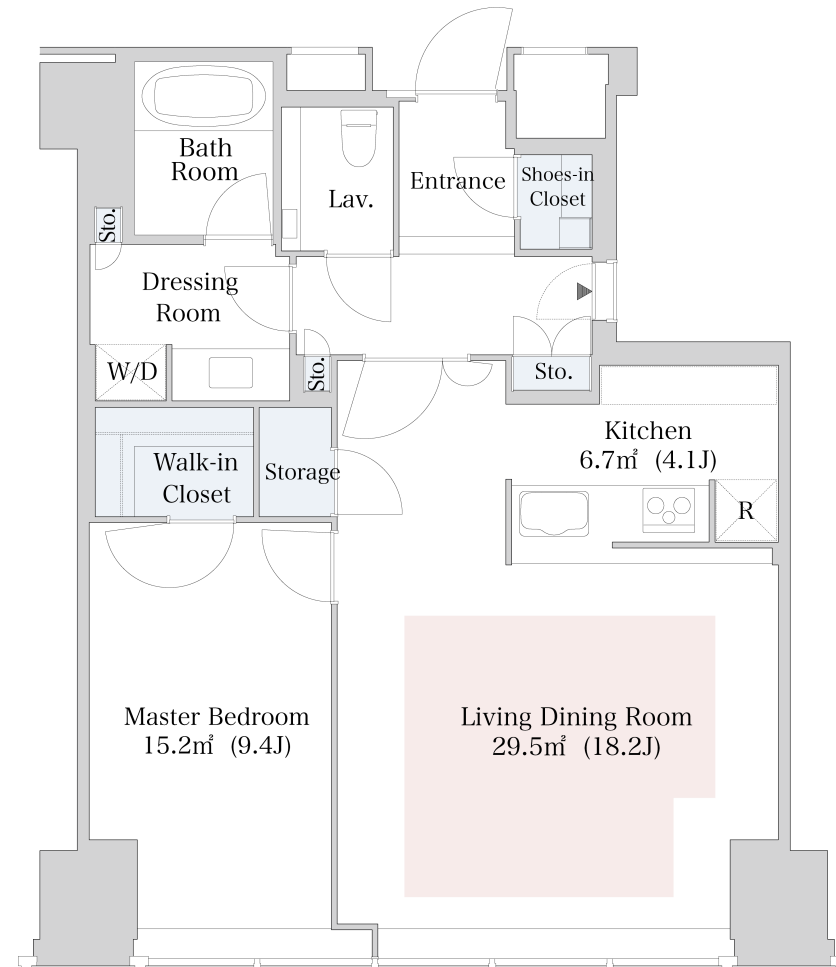 Bath
Room
Lav.
Entrance
Shoes-in
Closet
Sto.
Dressing
Room
W/D
Sto.
Sto.
Kitchen
6.7㎡ (4.1J)
Walk-in
Closet
Storage
R
Master Bedroom
15.2㎡ (9.4J)
Living Dining Room
29.5㎡ (18.2J)